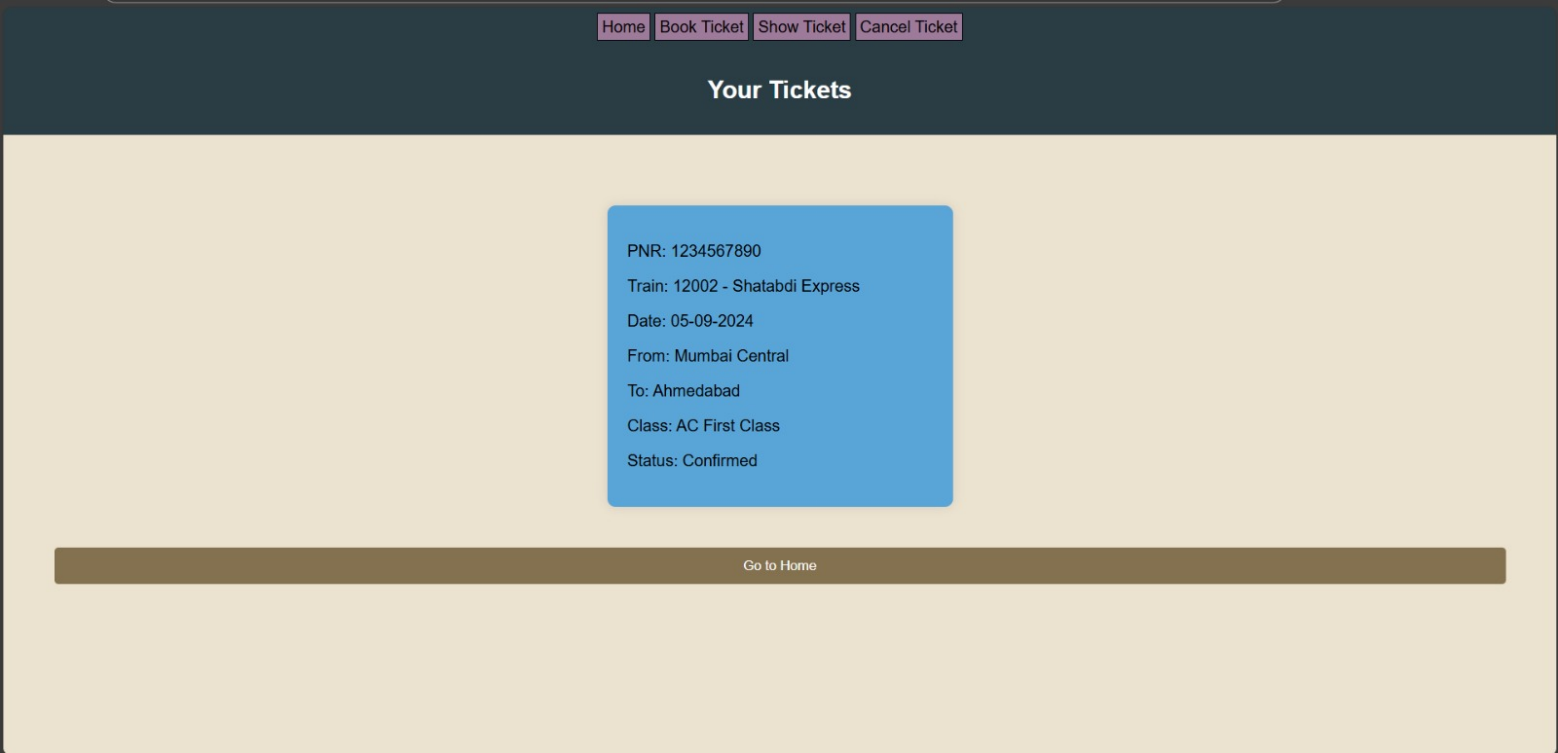 Home Book Ticket Show Ticket Cancel Ticket
Your Tickets
PNR: 1234567890
Train: 12002 - Shatabdi Express
Date: 05-09-2024
From: Mumbai Central
To: Ahmedabad
Class: AC First Class
Status: Confirmed
Go to Home